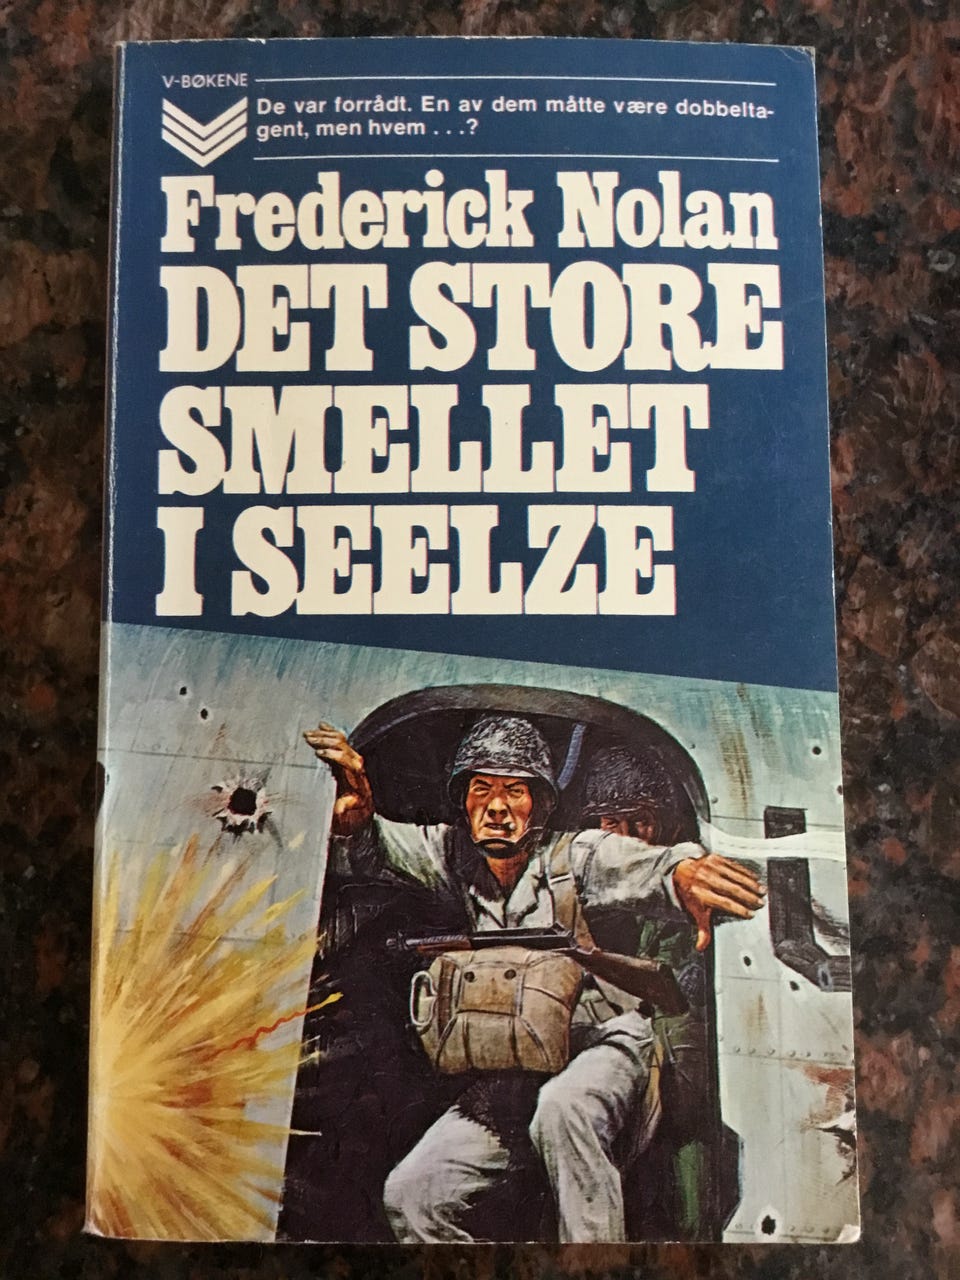 V-BØKENE
De var forrådt. En av dem måtte være dobbelta-
gent, men hvem . . .?
Frederick Nolan
DET STORE
SMELLET
I SEELZE